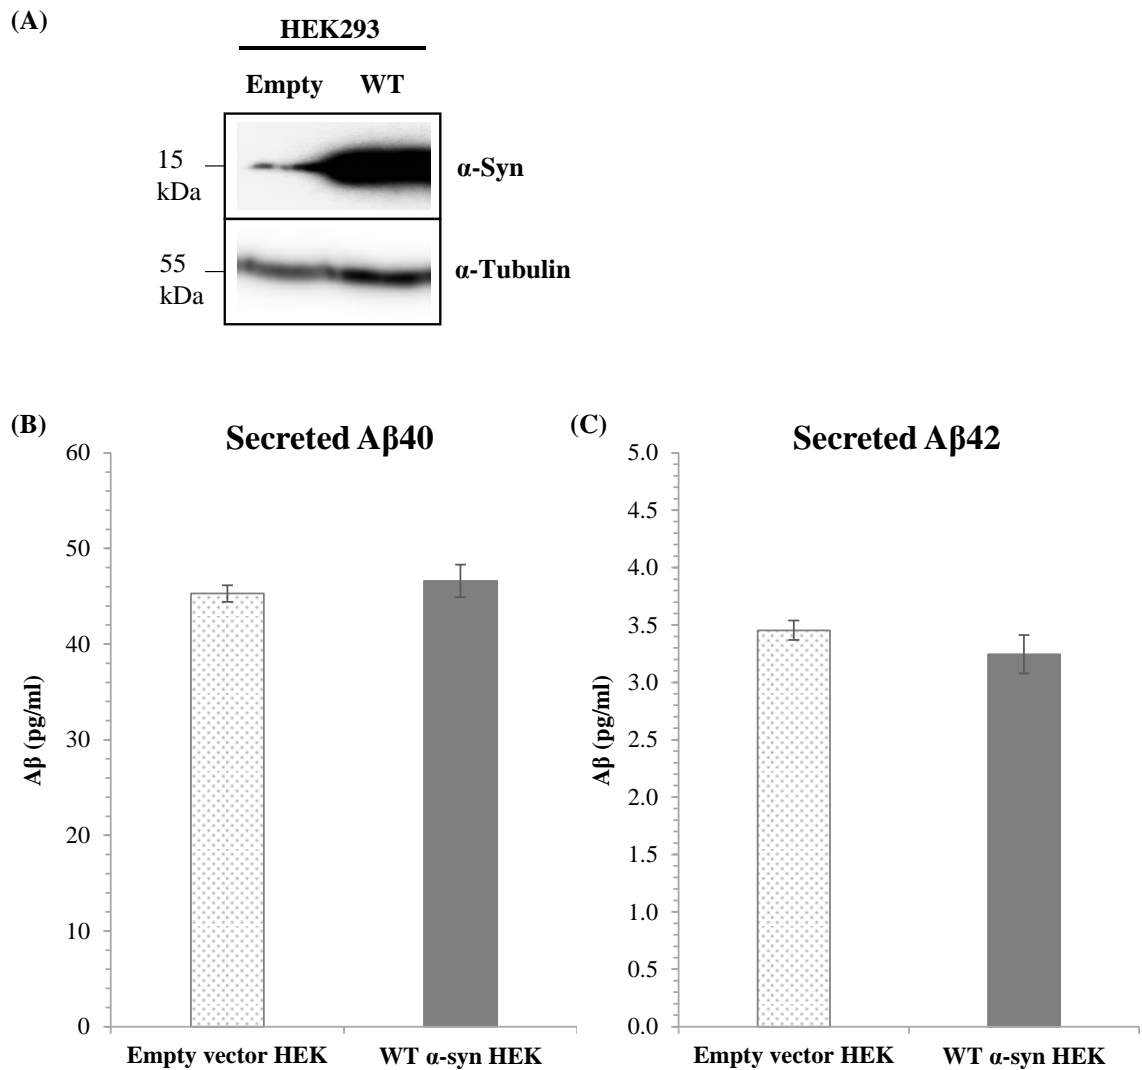 (A)
HEK293
Empty WT
15
kDa
α-Syn
55
kDa
α-Tubulin
(B)
Secreted Aβ40
60
50
40
30
20
10
0
Aβ (pg/ml)
Empty vector HEK WT α-syn HEK
(C)
Secreted Aβ42
5.0
4.5
4.0
3.5
3.0
2.5
2.0
1.5
1.0
0.5
0.0
Aβ (pg/ml)
Empty vector HEK WT α-syn HEK